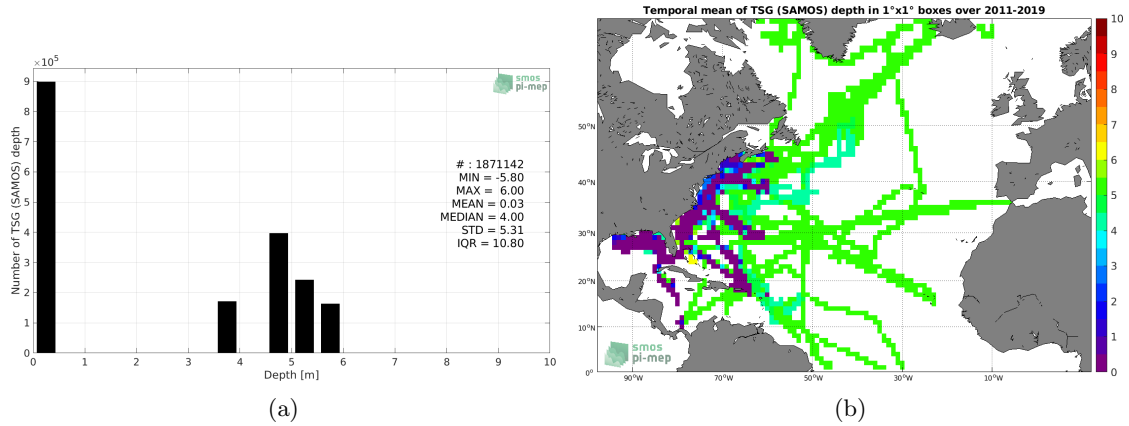 ×10⁵
smos
pi-mep
9
8
7
6
5
4
3
2
1
0
Number of TSG (SAMOS) depth
# : 1871142
MIN = -5.80
MAX = 6.00
MEAN = 0.03
MEDIAN = 4.00
STD = 5.31
IQR = 10.80
0 1 2 3 4 5 6 7 8 9 10
Depth [m]
(a)
Temporal mean of TSG (SAMOS) depth in 1°x1° boxes over 2011-2019
50°N
40°N
30°N
20°N
10°N
0°
90°W 70°W 50°W 30°W 10°W
smos
pi-mep
10
9
8
7
6
5
4
3
2
1
0
(b)